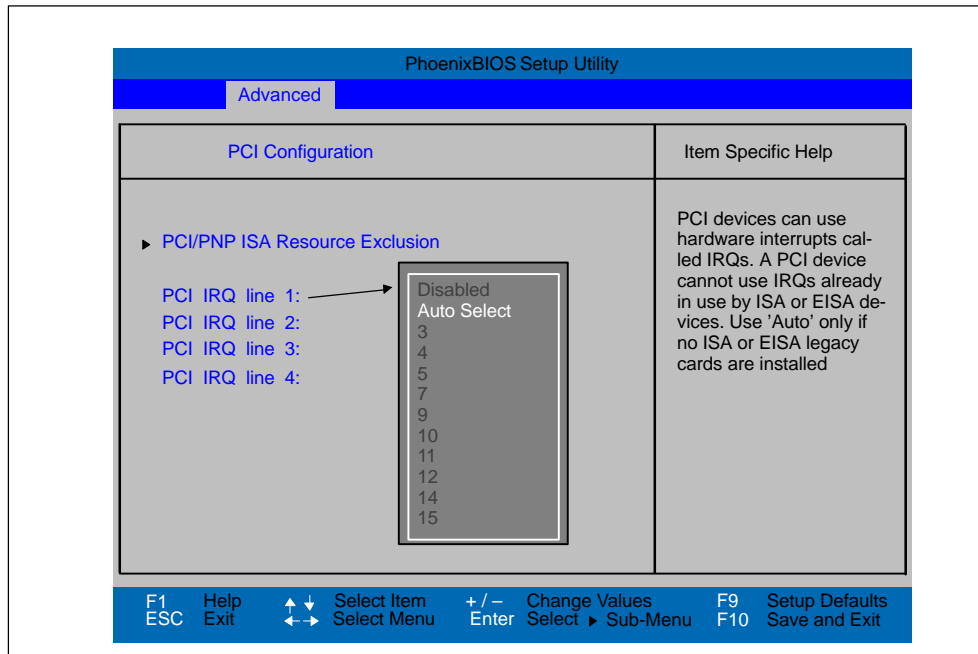 PhoenixBIOS Setup Utility
Advanced
PCI Configuration
Item Specific Help
PCI/PNP ISA Resource Exclusion
PCI IRQ line 1:
PCI IRQ line 2:
PCI IRQ line 3:
PCI IRQ line 4:
Disabled
Auto Select
3
4
5
7
9
10
11
12
14
15
PCI devices can use
hardware interrupts cal-
led IRQs. A PCI device
cannot use IRQs already
in use by ISA or EISA de-
vices. Use 'Auto' only if
no ISA or EISA legacy
cards are installed
F1 Help Select Item + / – Change Values F9 Setup Defaults
ESC Exit Select Menu Enter Select Sub-Menu F10 Save and Exit